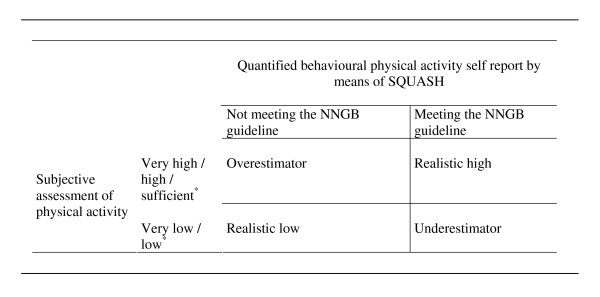 Quantified behavioural physical activity self report by
means of SQUASH
Not meeting the NNGB
guideline
Meeting the NNGB
guideline
Subjective
assessment of
physical activity
Very high /
high /
sufficient*
Overestimator
Realistic high
Very low /
low*
Realistic low
Underestimator